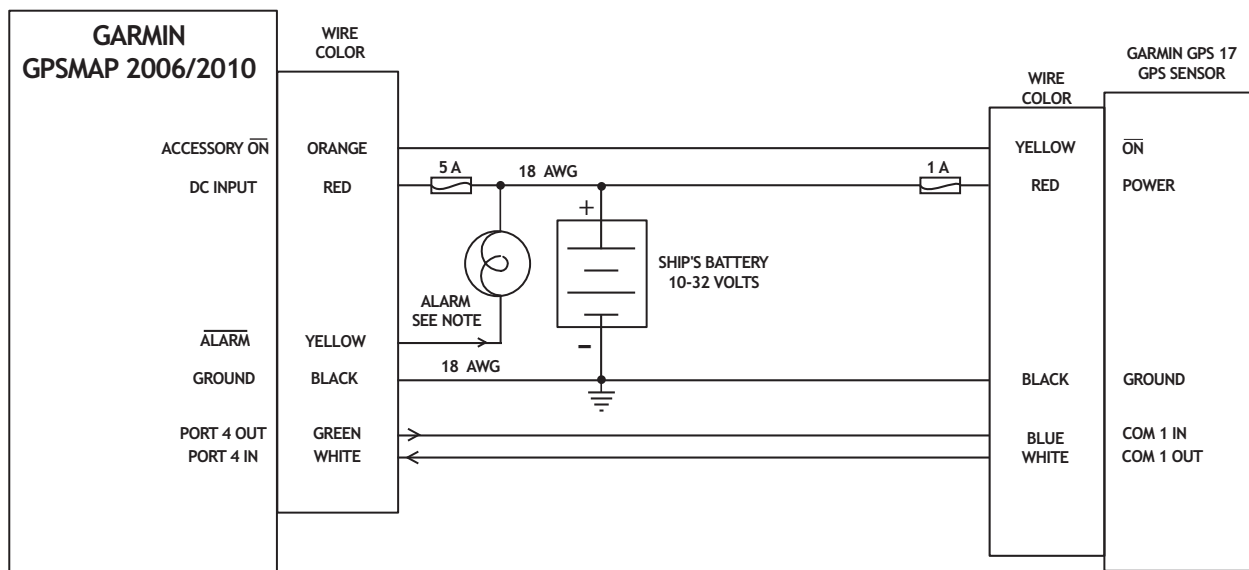 GARMIN
GPSMAP 2006/2010
WIRE
COLOR
GARMIN GPS 17
GPS SENSOR
WIRE
COLOR
ACCESSORY ON
ORANGE
YELLOW
ON
DC INPUT
RED
5 A
18 AWG
1 A
RED
POWER
+
SHIP'S BATTERY
10-32 VOLTS
ALARM
SEE NOTE
ALARM
YELLOW
-
GROUND
BLACK
18 AWG
BLACK
GROUND
PORT 4 OUT
GREEN
BLUE
COM 1 IN
PORT 4 IN
WHITE
WHITE
COM 1 OUT